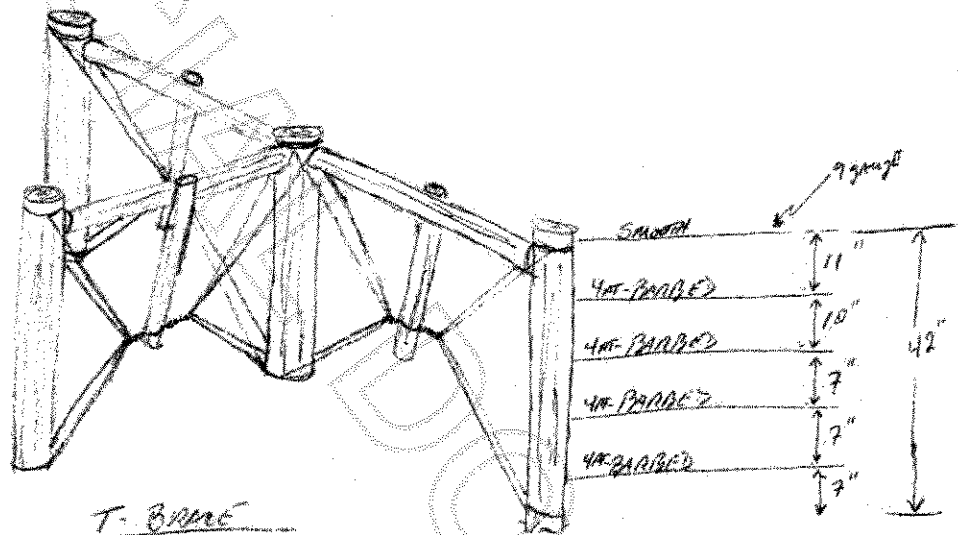 9 gauge
SMOOTH
11"
4PT-BARBED
10"
4PT-BARBED
7"
42"
4PT-BARBED
7"
4PT-BARBED
7"
T-BRACE